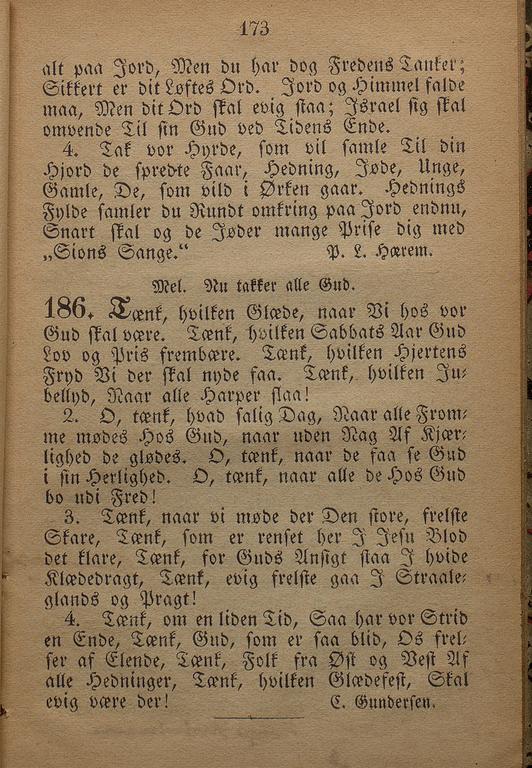 173
alt paa Jord, Men du har dog Fredens Tanker;
Sikkert er dit Løftes Ord. Jord og Himmel falde
maa, Men dit Ord skal evig staa; Israel sig skal
omvende Til sin Gud ved Tidens Ende.
4. Tak vor Hyrde, som vil samle Til din
Hjord de spredte Faar, Hedning, Jøde, Unge,
Gamle, De, som vild i Ørken gaar. Hednings
Fylde samler du Rundt omkring paa Jord endnu,
Snart skal og de Jøder mange Prise dig med
„Sions Sange.“ P. L. Hærem.
Mel. Nu takker alle Gud.
186. Tænk, hvilken Glæde, naar Vi hos vor
Gud skal være. Tænk, hvilken Sabbats Aar Gud
Lov og Pris frembære. Tænk, hvilken Hjertens
Fryd Vi der skal nyde faa. Tænk, hvilken Ju-
bellyd, Naar alle Harper slaa!
2. O, tænk, hvad salig Dag, Naar alle From-
me mødes Hos Gud, naar uden Nag Af Kjær-
lighed de glødes. O, tænk, naar de faa se Gud
i sin Herlighed. O, tænk, naar alle de Hos Gud
bo udi Fred!
3. Tænk, naar vi møde der Den store, frelste
Skare, Tænk, som er renset her I Jesu Blod
det klare, Tænk, for Guds Ansigt staa I hvide
Klædedragt, Tænk, evig frelste gaa I Straale-
glands og Pragt!
4. Tænk, om en liden Tid, Saa har vor Strid
en Ende, Tænk, Gud, som er saa blid, Os frel-
ser af Elende, Tænk, Folk fra Øst og Vest Af
alle Hedninger, Tænk, hvilken Glædefest, Skal
evig være der! C. Gundersen.